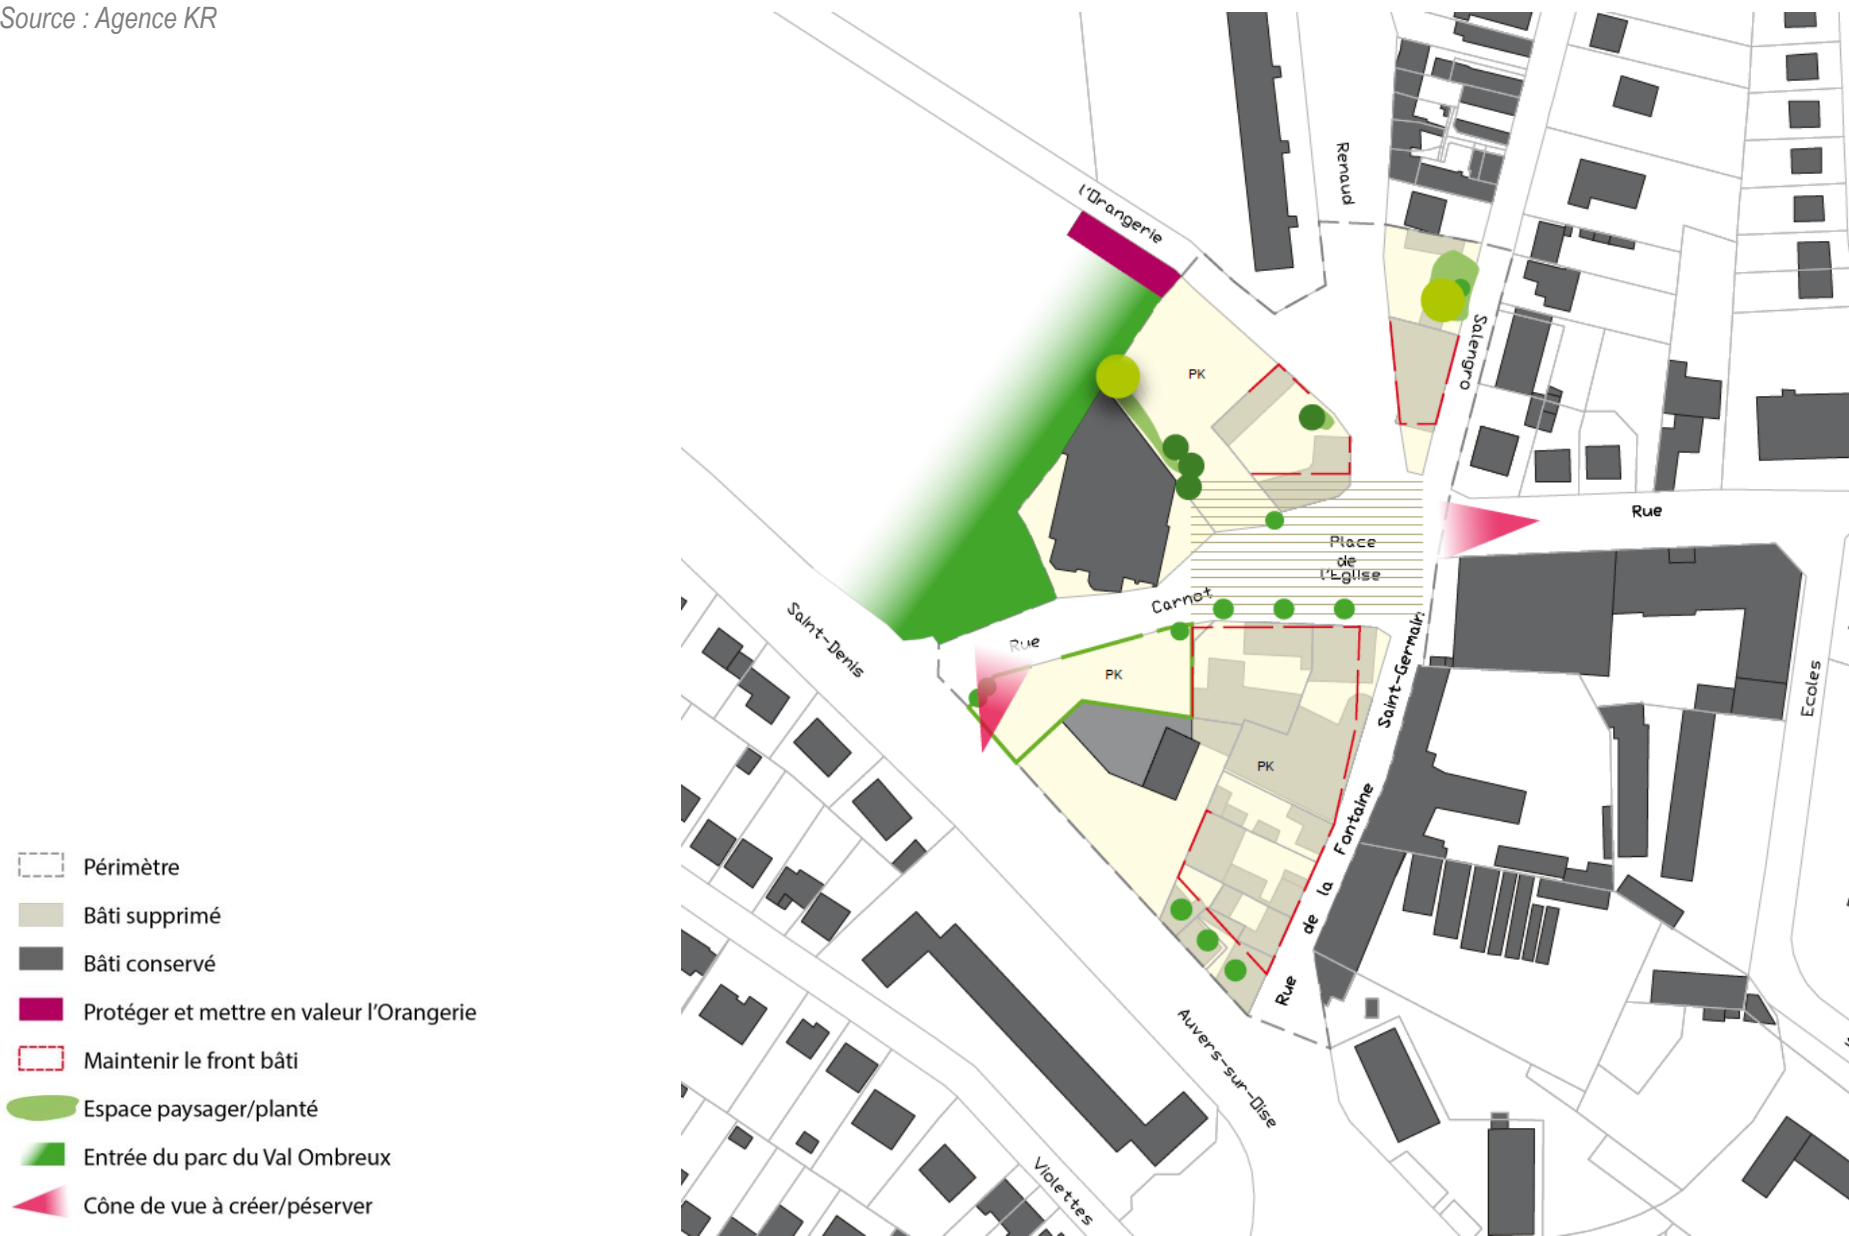 Source : Agence KR
l'Orangerie
Renaud
Salengro
PK
Rue
Place
de
l'Eglise
Carnot
Rue
Saint-Denis
PK
Saint-Germain
Ecoles
PK
Fontaine
la
de
Rue
Auvers-sur-Oise
Violettes
Périmètre
Bâti supprimé
Bâti conservé
Protéger et mettre en valeur l'Orangerie
Maintenir le front bâti
Espace paysager/planté
Entrée du parc du Val Ombreux
Cône de vue à créer/péserver